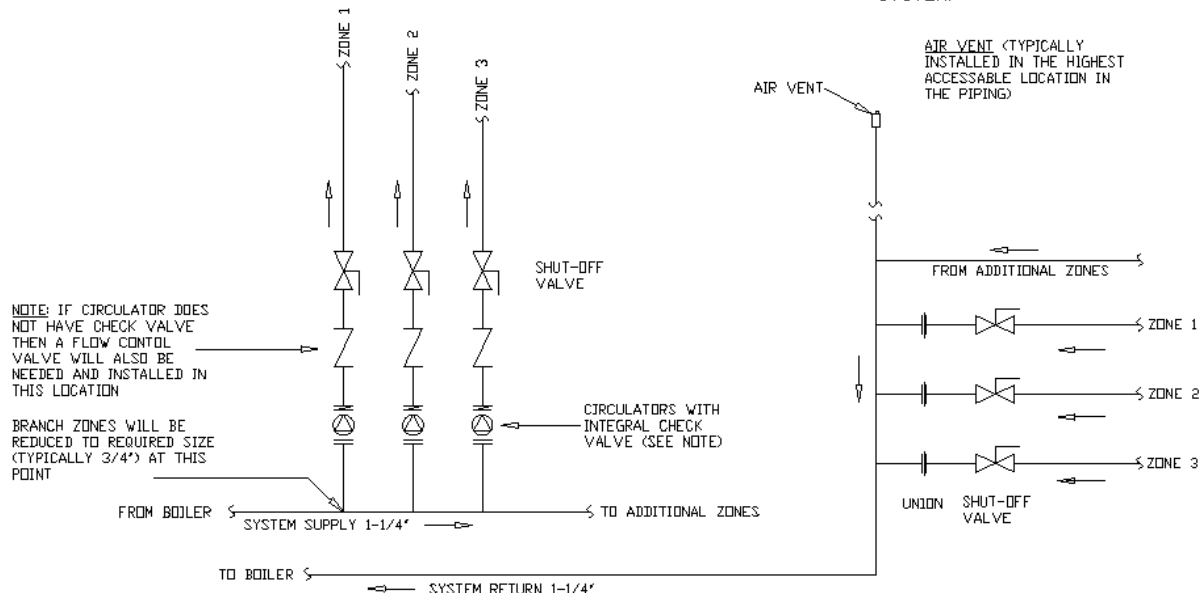 SYSTEM.
AIR VENT (TYPICALLY
INSTALLED IN THE HIGHEST
ACCESSABLE LOCATION IN
THE PIPING)
AIR VENT
ZONE 1
ZONE 2
ZONE 3
SHUT-OFF
VALVE
NOTE: IF CIRCULATOR DOES
NOT HAVE CHECK VALVE
THEN A FLOW CONTOL
VALVE WILL ALSO BE
NEEDED AND INSTALLED IN
THIS LOCATION
BRANCH ZONES WILL BE
REDUCED TO REQUIRED SIZE
(TYPICALLY 3/4") AT THIS
POINT
CIRCULATORS WITH
INTEGRAL CHECK
VALVE (SEE NOTE)
FROM BOILER
SYSTEM SUPPLY 1-1/4"
TO ADDITIONAL ZONES
TO BOILER
SYSTEM RETURN 1-1/4"
FROM ADDITIONAL ZONES
ZONE 1
ZONE 2
ZONE 3
UNION
SHUT-OFF
VALVE